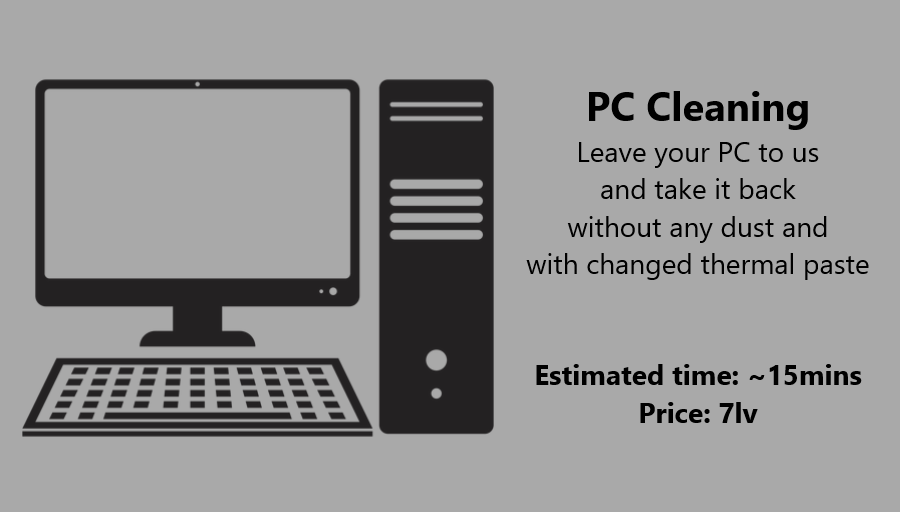 PC Cleaning
Leave your PC to us
and take it back
without any dust and
with changed thermal paste
Estimated time: ~15mins
Price: 7lv